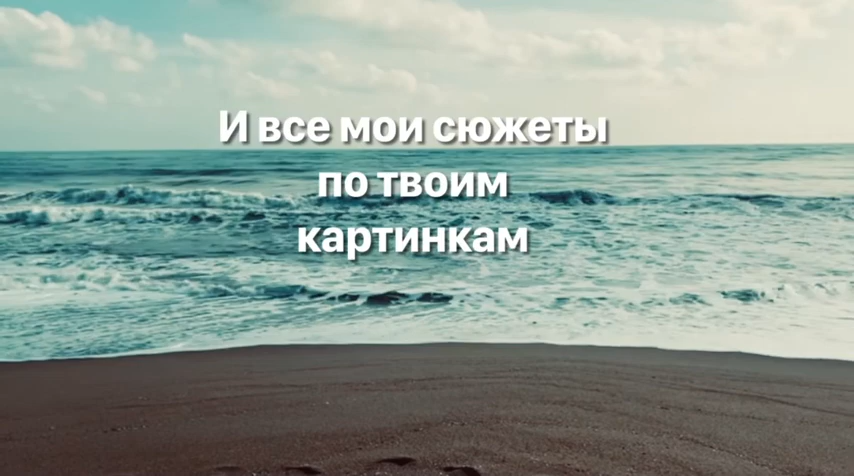 И все мои сюжеты
по твоим
картинкам